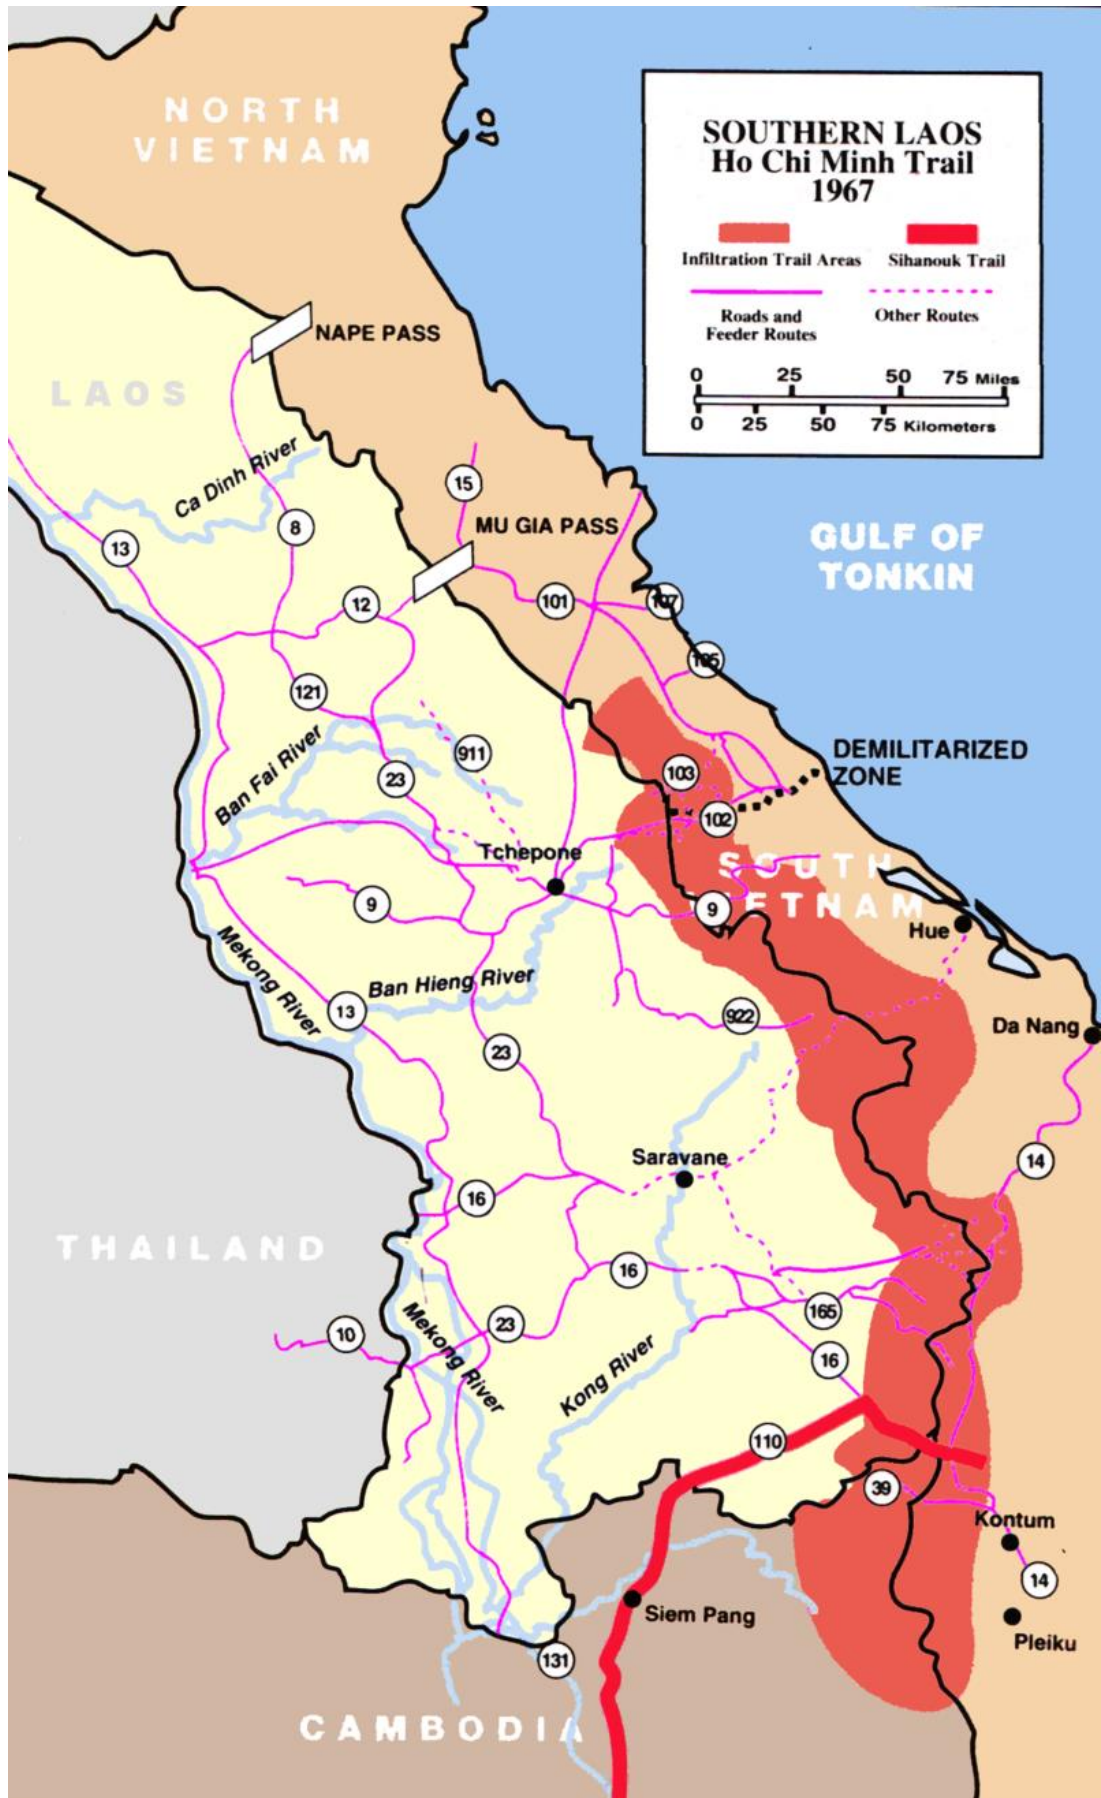 NORTH
VIETNAM
SOUTHERN LAOS
Ho Chi Minh Trail
1967
Infiltration Trail Areas
Sihanouk Trail
Roads and
Feeder Routes
Other Routes
0 25 50 75 Miles
0 25 50 75 Kilometers
NAPE PASS
LAOS
Ca Dinh River
15
MU GIA PASS
8
13
GULF OF
TONKIN
12
101
107
105
121
911
103
DEMILITARIZED
ZONE
Ban Fai River
23
102
Tchepone
SOUTH
VIETNAM
9
9
Hue
Mekong River
Ban Hieng River
13
922
Da Nang
23
Saravane
14
16
THAILAND
16
165
Mekong River
23
10
Kong River
16
110
39
Kontum
14
Siem Pang
Pleiku
131
CAMBODIA